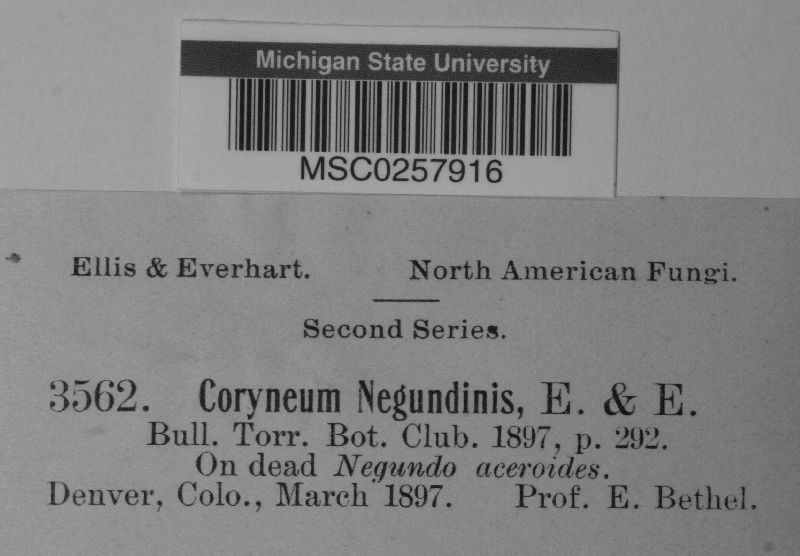 Michigan State University
MSC0257916
Ellis & Everhart. North American Fungi.
Second Series.
3562. Coryneum Negundinis, E. & E.
Bull. Torr. Bot. Club. 1897, p. 292.
On dead Negundo aceroides.
Denver, Colo., March 1897. Prof. E. Bethel.